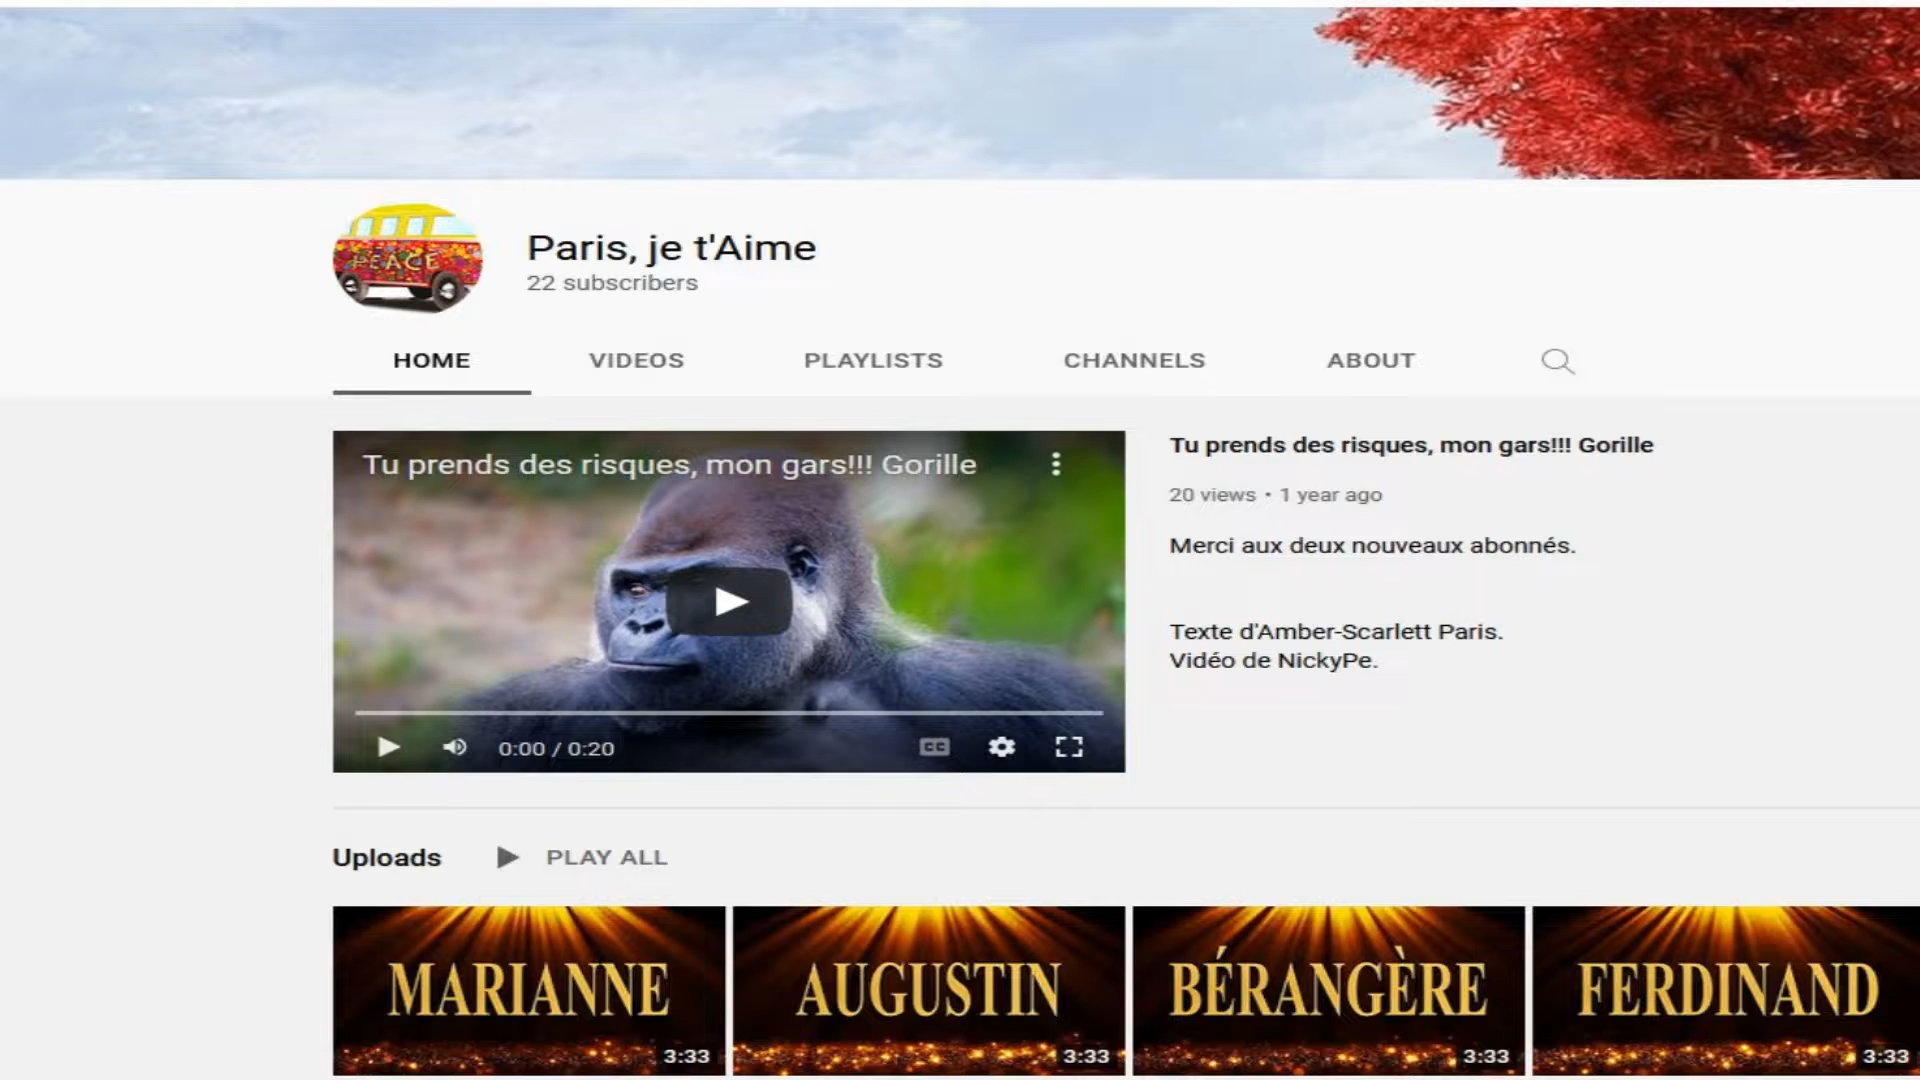 PEACE
Paris, je t'Aime
22 subscribers
HOME VIDEOS PLAYLISTS CHANNELS ABOUT
Tu prends des risques, mon gars!!! Gorille
0:00 / 0:20
CC
Tu prends des risques, mon gars!!! Gorille
20 views • 1 year ago
Merci aux deux nouveaux abonnés.
Texte d'Amber-Scarlett Paris.
Vidéo de NickyPe.
Uploads PLAY ALL
MARIANNE
3:33
AUGUSTIN
3:33
BÉRANGÈRE
3:33
FERDINAND
3:33